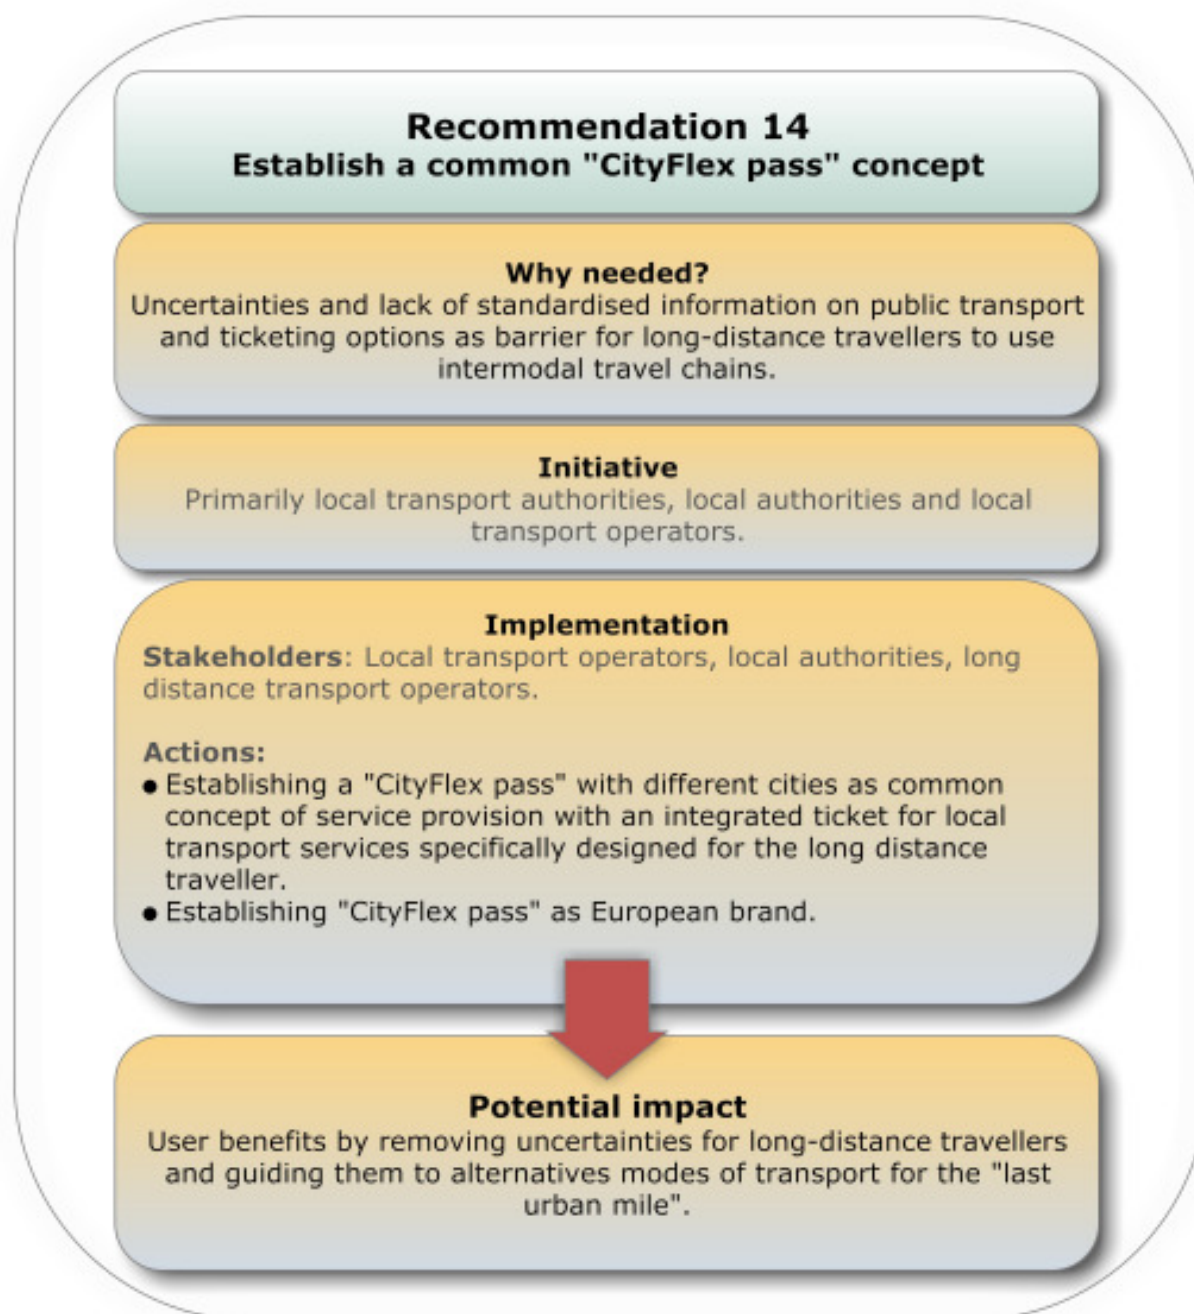 Recommendation 14
Establish a common "CityFlex pass" concept
Why needed?
Uncertainties and lack of standardised information on public transport
and ticketing options as barrier for long-distance travellers to use
intermodal travel chains.
Initiative
Primarily local transport authorities, local authorities and local
transport operators.
Implementation
Stakeholders: Local transport operators, local authorities, long
distance transport operators.
Actions:
● Establishing a "CityFlex pass" with different cities as common
concept of service provision with an integrated ticket for local
transport services specifically designed for the long distance
traveller.
● Establishing "CityFlex pass" as European brand.
Potential impact
User benefits by removing uncertainties for long-distance travellers
and guiding them to alternatives modes of transport for the "last
urban mile".